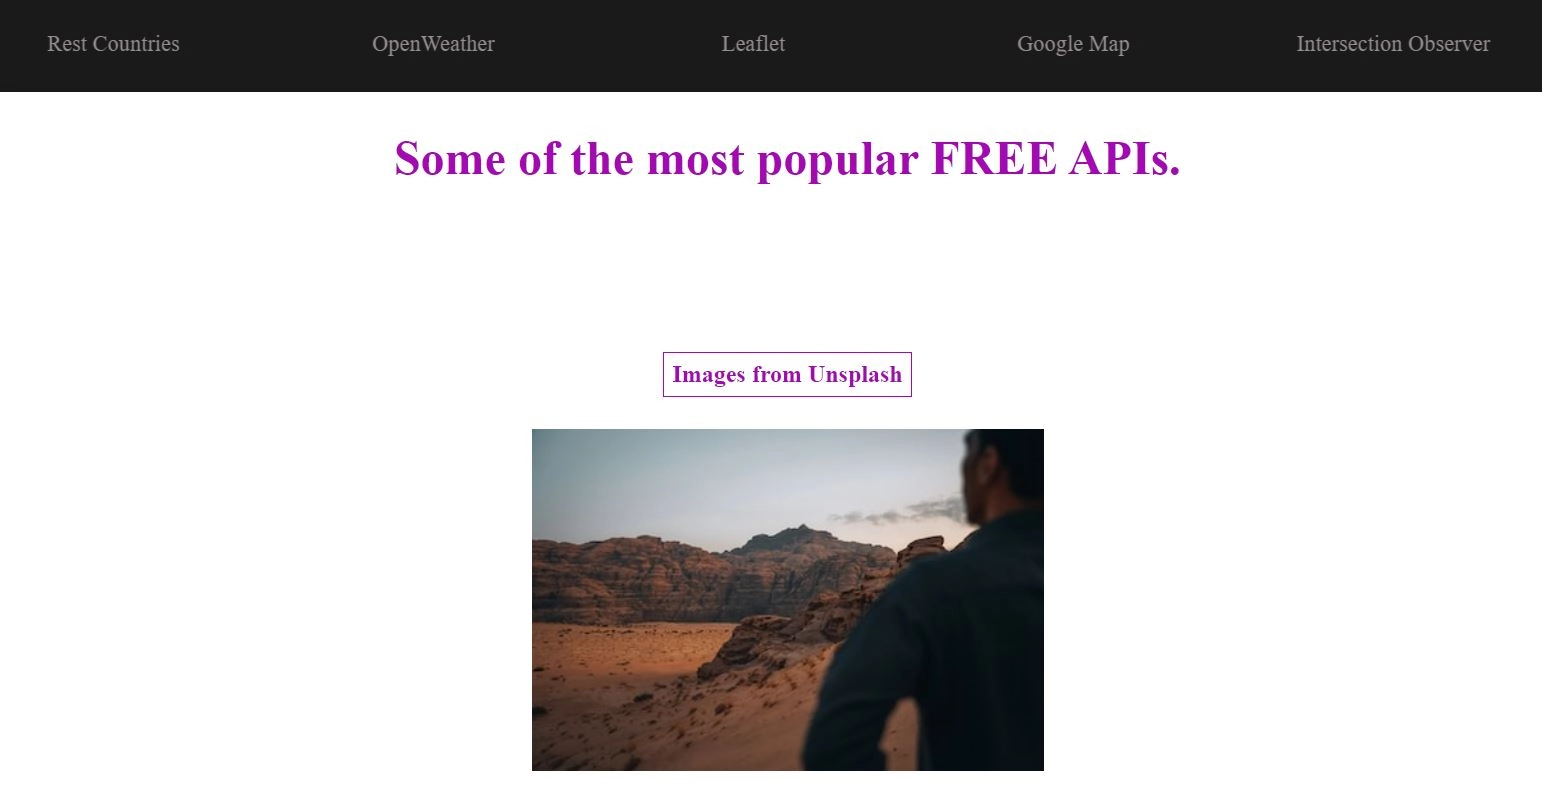 Rest Countries OpenWeather Leaflet Google Map Intersection Observer
Some of the most popular FREE APIs.
Images from Unsplash